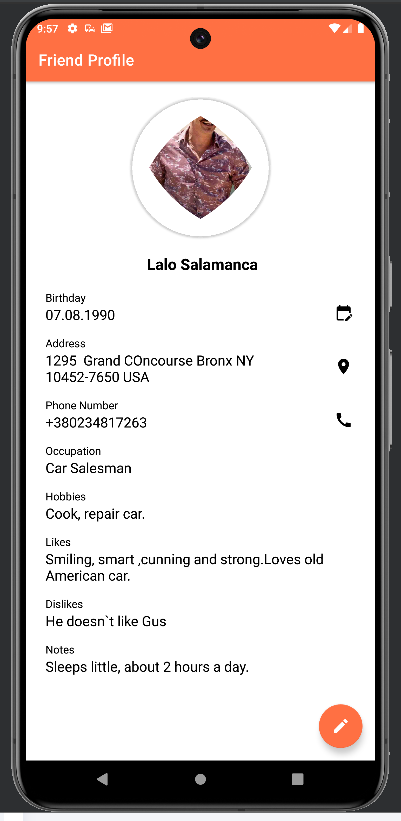 9:57
Friend Profile
Lalo Salamanca
Birthday
07.08.1990
Address
1295  Grand COncourse Bronx NY
10452-7650 USA
Phone Number
+380234817263
Occupation
Car Salesman
Hobbies
Cook, repair car.
Likes
Smiling, smart ,cunning and strong.Loves old
American car.
Dislikes
He doesn`t like Gus
Notes
Sleeps little, about 2 hours a day.